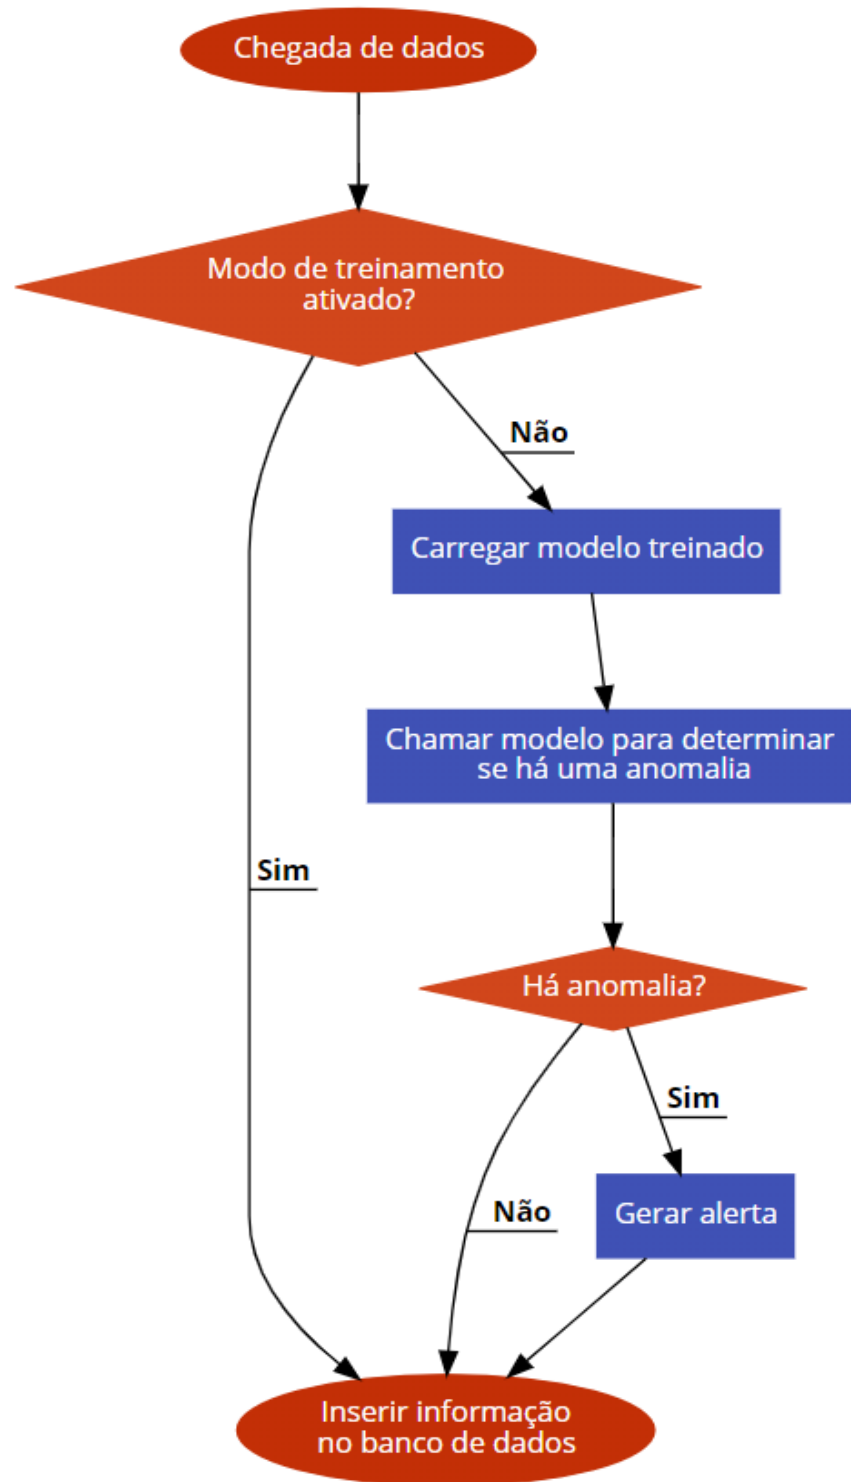 Chegada de dados
Modo de treinamento
ativado?
Não
Carregar modelo treinado
Chamar modelo para determinar
se há uma anomalia
Sim
Há anomalia?
Sim
Não
Gerar alerta
Inserir informação
no banco de dados